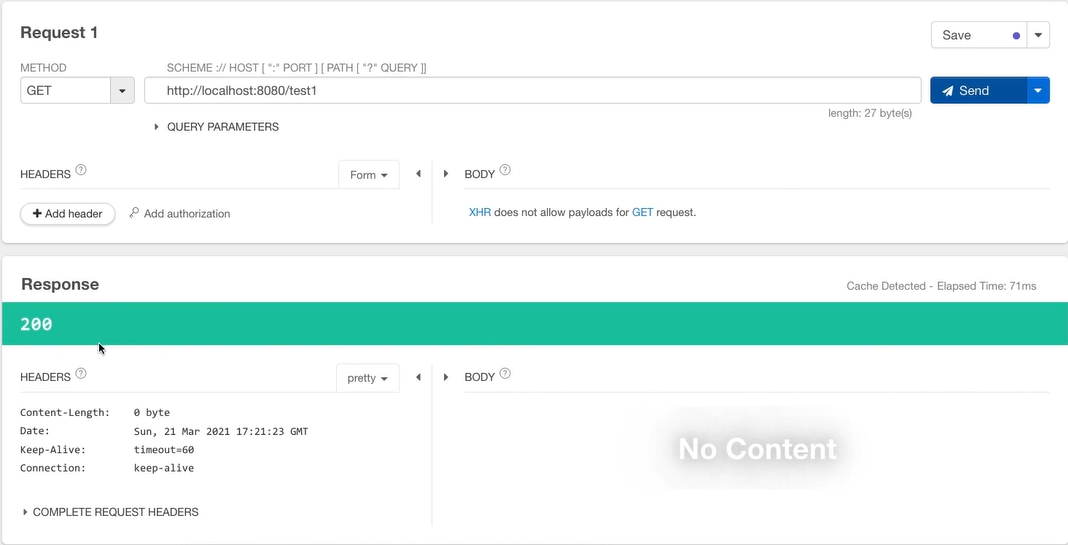 Request 1
Save
METHOD
SCHEME :// HOST [ ":" PORT ] [ PATH [ "?" QUERY ]]
GET
http://localhost:8080/test1
Send
length: 27 byte(s)
QUERY PARAMETERS
HEADERS ?
Form
BODY ?
+ Add header
Add authorization
XHR does not allow payloads for GET request.
Response
Cache Detected - Elapsed Time: 71ms
200
HEADERS ?
pretty
BODY ?
Content-Length: 0 byte
Date: Sun, 21 Mar 2021 17:21:23 GMT
Keep-Alive: timeout=60
Connection: keep-alive
No Content
COMPLETE REQUEST HEADERS